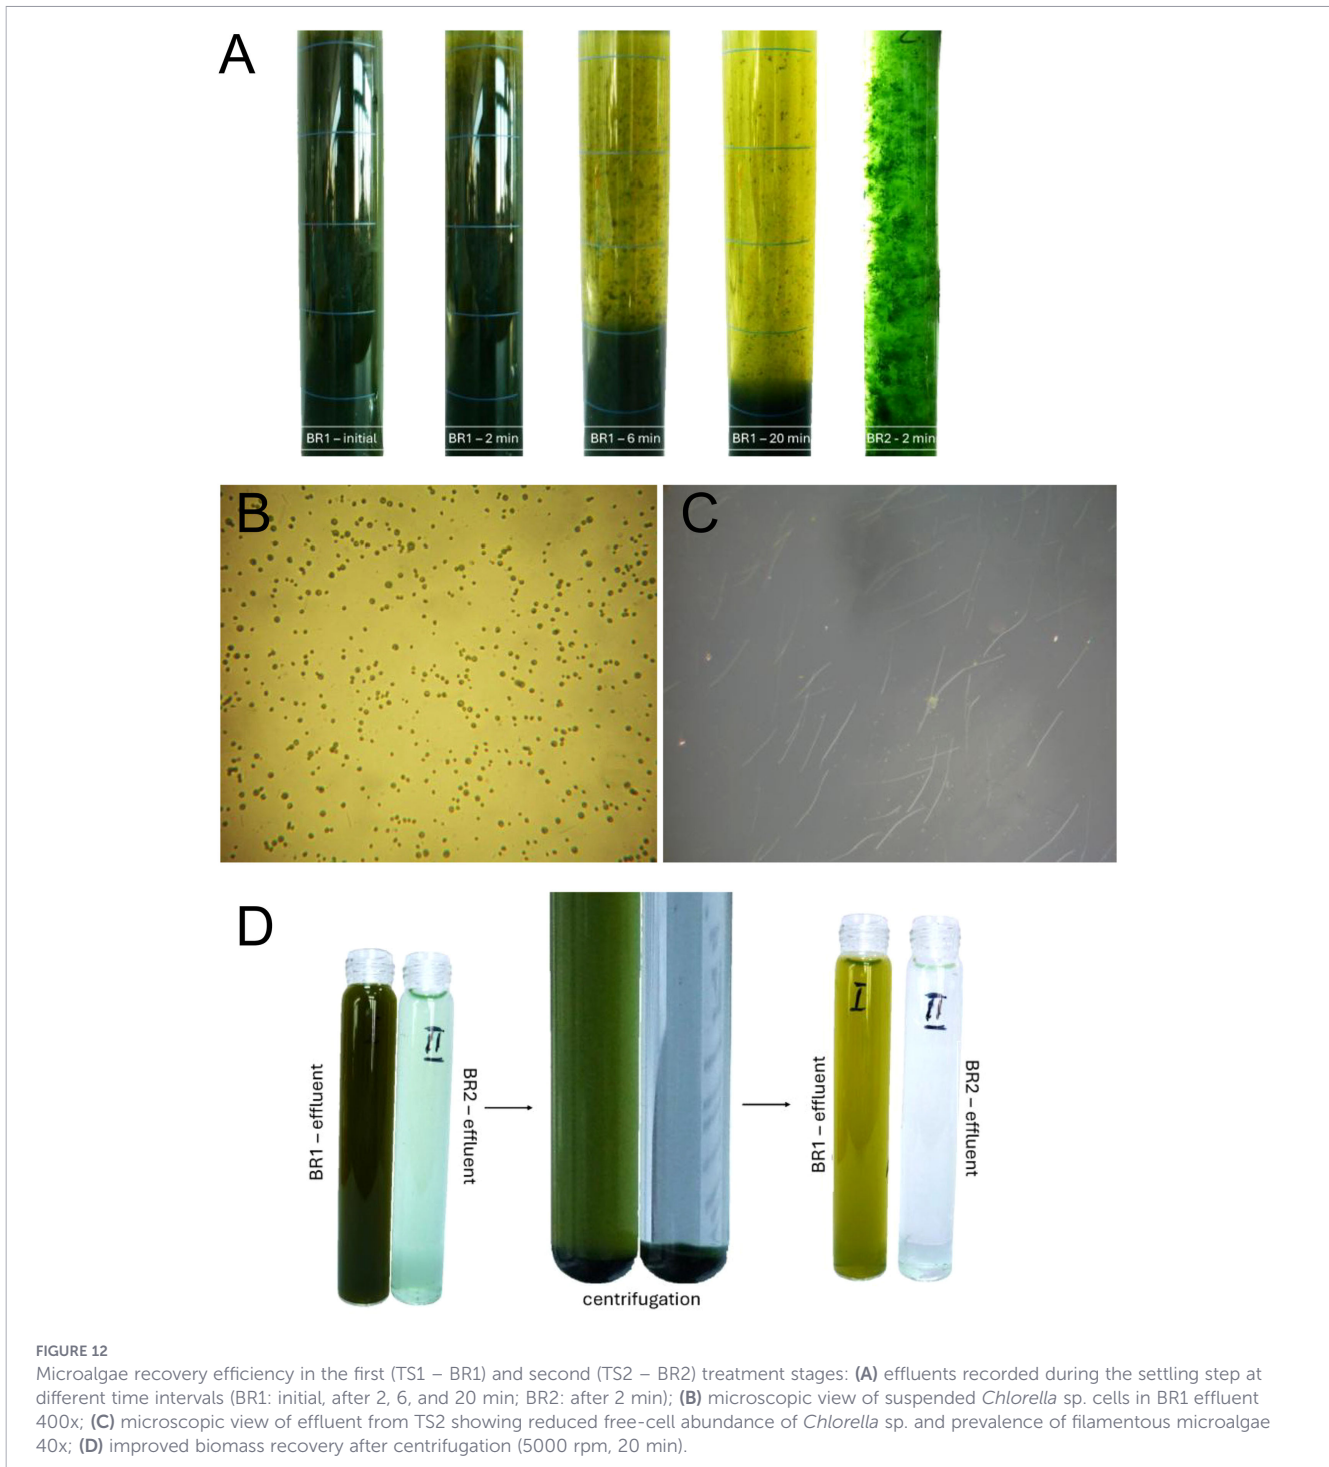 A
BR1 – initial
BR1 – 2 min
BR1 – 6 min
BR1 – 20 min
BR2 - 2 min
B
C
D
BR1 – effluent
II
BR2 – effluent
centrifugation
BR1 – effluent
I
II
BR2 – effluent
FIGURE 12
Microalgae recovery efficiency in the first (TS1 – BR1) and second (TS2 – BR2) treatment stages: (A) effluents recorded during the settling step at
different time intervals (BR1: initial, after 2, 6, and 20 min; BR2: after 2 min); (B) microscopic view of suspended Chlorella sp. cells in BR1 effluent
400x; (C) microscopic view of effluent from TS2 showing reduced free-cell abundance of Chlorella sp. and prevalence of filamentous microalgae
40x; (D) improved biomass recovery after centrifugation (5000 rpm, 20 min).